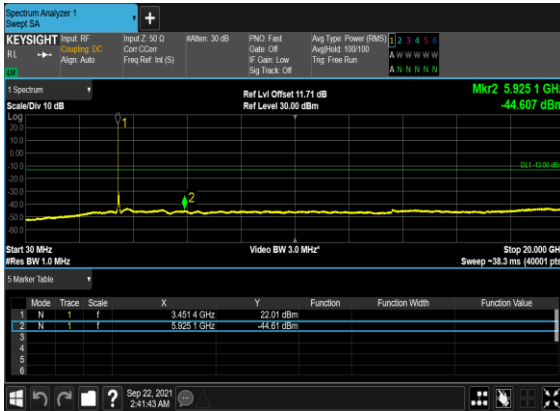 Spectrum Analyzer 1
Swept SA
+
KEYSIGHT Input: RF Input Z: 50 Ω #Atten: 30 dB PNO: Fast Avg Type: Power (RMS) 1 2 3 4 5 6
RL Coupling: DC Corr CCorr Gate: Off Avg|Hold: 100/100 A W W W W W
Align: Auto Freq Ref: Int (S) IF Gain: Low Trig: Free Run
Sig Track: Off A N N N N N
1 Spectrum Ref Lvl Offset 11.71 dB Mkr2 5.925 1 GHz
Scale/Div 10 dB Ref Level 30.00 dBm -44.607 dBm
Log
20.0
10.0
0.00
-10.0
-20.0
-30.0
-40.0
-50.0
-60.0
1
2
DL1 -13.00 dBm
Start 30 MHz Video BW 3.0 MHz* Stop 20.000 GHz
#Res BW 1.0 MHz Sweep ~38.3 ms (40001 pts)
5 Marker Table
Mode Trace Scale X Y Function Function Width Function Value
1 N 1 f 3.451 4 GHz 22.01 dBm
2 N 1 f 5.925 1 GHz -44.61 dBm
3
4
5
6
? Sep 22, 2021
2:41:43 AM